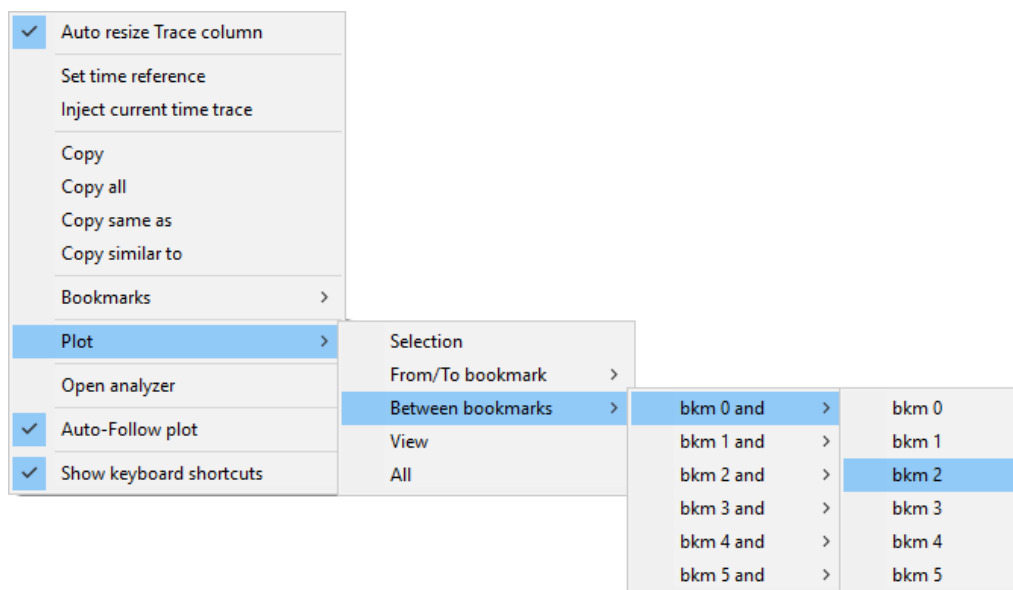 Auto resize Trace column
Set time reference
Inject current time trace
Copy
Copy all
Copy same as
Copy similar to
Bookmarks
Plot
Open analyzer
Auto-Follow plot
Show keyboard shortcuts
Selection
From/To bookmark
Between bookmarks
View
All
bkm 0 and
bkm 1 and
bkm 2 and
bkm 3 and
bkm 4 and
bkm 5 and
bkm 0
bkm 1
bkm 2
bkm 3
bkm 4
bkm 5